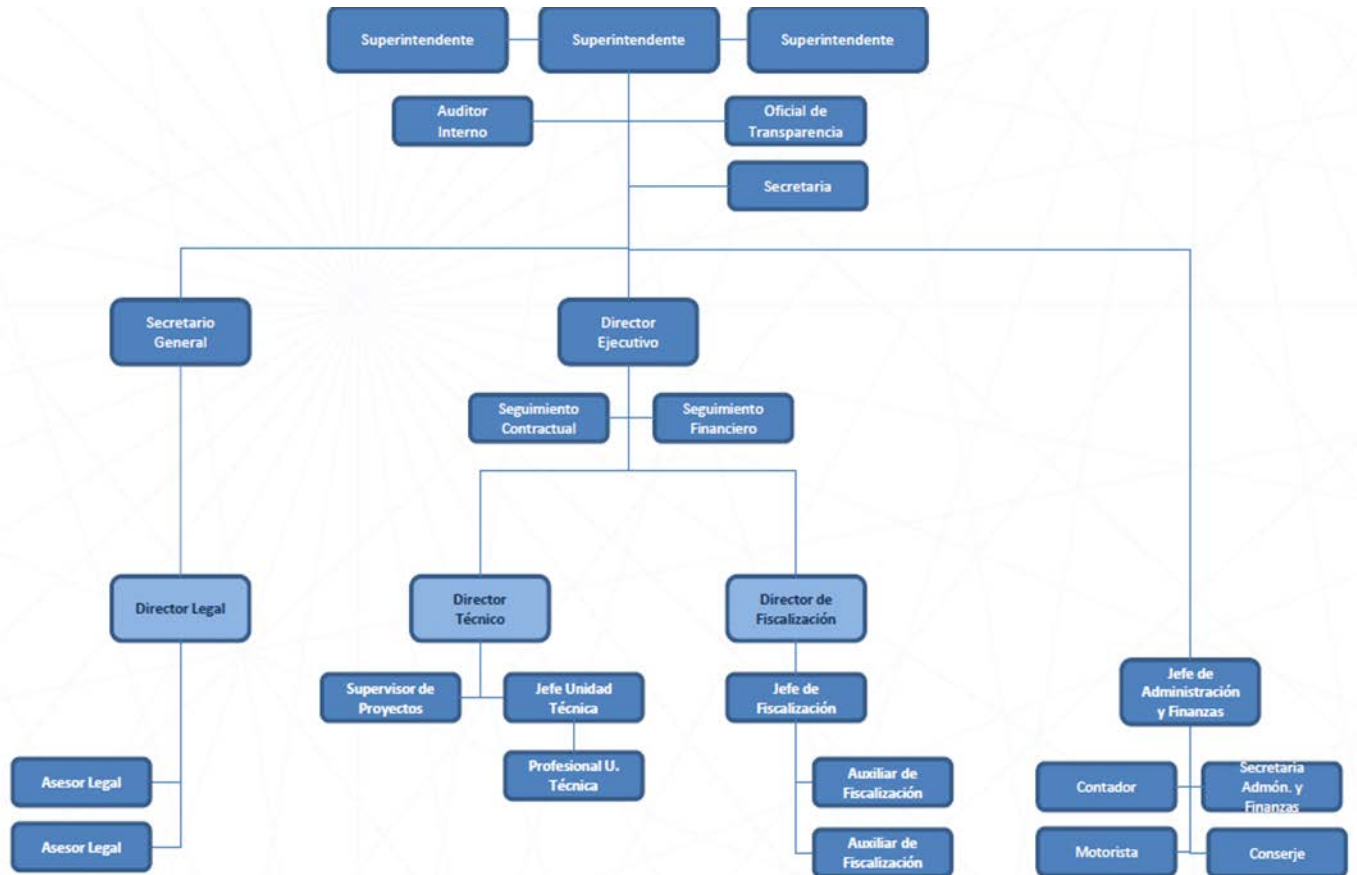 Superintendente
Superintendente
Superintendente
Auditor
Interno
Oficial de
Transparencia
Secretaria
Secretario
General
Director
Ejecutivo
Seguimiento
Contractual
Seguimiento
Financiero
Director Legal
Director
Técnico
Director de
Fiscalización
Supervisor de
Proyectos
Jefe Unidad
Técnica
Jefe de
Fiscalización
Jefe de
Administración
y Finanzas
Profesional U.
Técnica
Asesor Legal
Auxiliar de
Fiscalización
Contador
Secretaria
Admón. y
Finanzas
Asesor Legal
Auxiliar de
Fiscalización
Motorista
Conserje